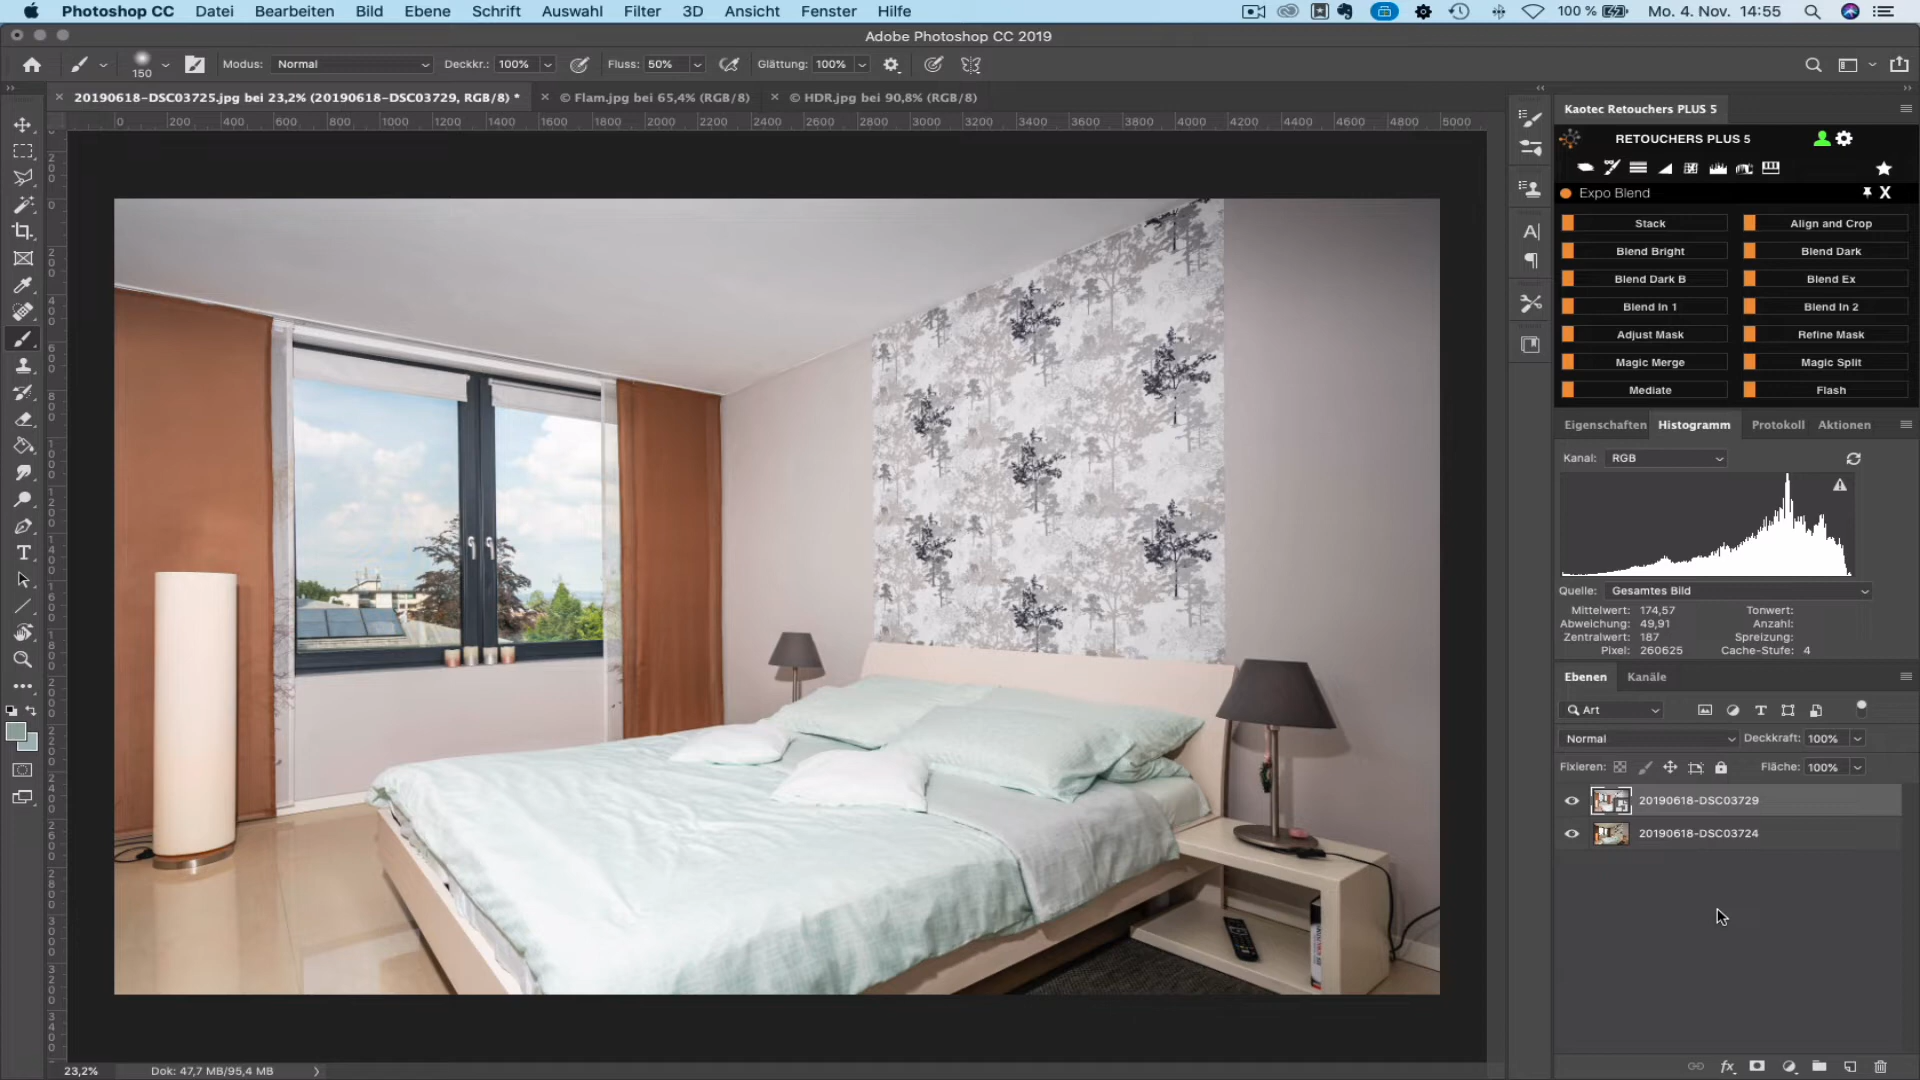 Photoshop CC Datei Bearbeiten Bild Ebene Schrift Auswahl Filter 3D Ansicht Fenster Hilfe 100 % Mo. 4. Nov. 14:55
Adobe Photoshop CC 2019
150 Modus: Normal Deckkr.: 100% Fluss: 50% Glättung: 100%
20190618-DSC03725.jpg bei 23,2% (20190618-DSC03729, RGB/8) * © Flam.jpg bei 65,4% (RGB/8) © HDR.jpg bei 90,8% (RGB/8)
0 200 400 600 800 1000 1200 1400 1600 1800 2000 2200 2400 2600 2800 3000 3200 3400 3600 3800 4000 4200 4400 4600 4800 5000
Kaotec Retouchers PLUS 5
RETOUCHERS PLUS 5
Expo Blend X
Stack Align and Crop
Blend Bright Blend Dark
Blend Dark B Blend Ex
Blend In 1 Blend In 2
Adjust Mask Refine Mask
Magic Merge Magic Split
Mediate Flash
Eigenschaften Histogramm Protokoll Aktionen
Kanal: RGB
Quelle: Gesamtes Bild
Mittelwert: 174,57 Tonwert:
Abweichung: 49,91 Anzahl:
Zentralwert: 187 Spreizung:
Pixel: 260625 Cache-Stufe: 4
Ebenen Kanäle
Art
Normal Deckkraft: 100%
Fixieren: Fläche: 100%
20190618-DSC03729
20190618-DSC03724
23,2% Dok: 47,7 MB/95,4 MB